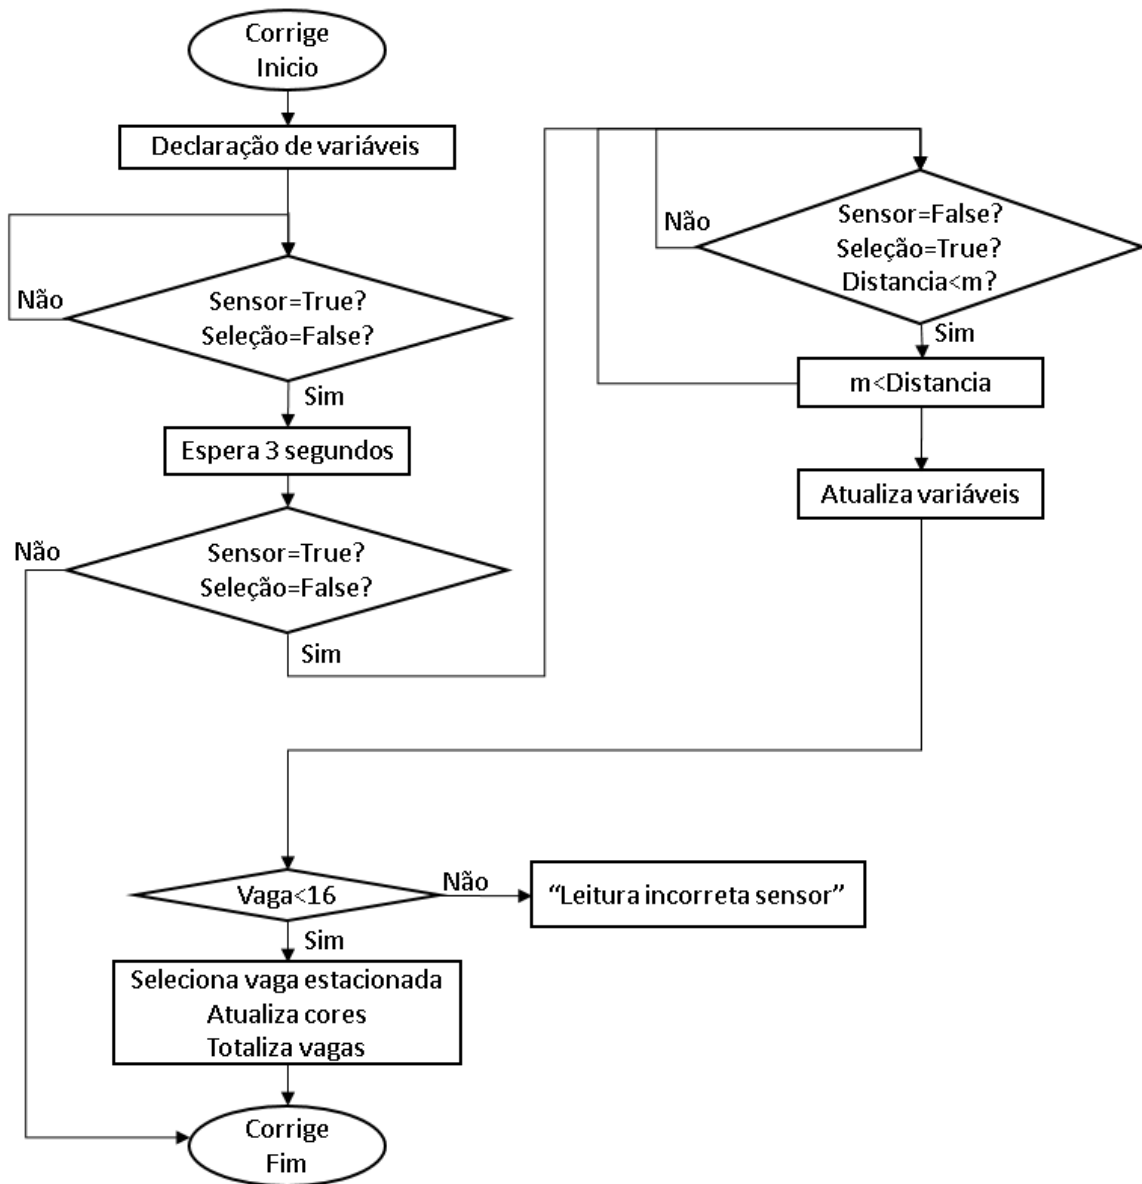 Corrige
Inicio
Declaração de variáveis
Não
Sensor=True?
Seleção=False?
Sim
Espera 3 segundos
Não
Sensor=True?
Seleção=False?
Sim
Não
Sensor=False?
Seleção=True?
Distancia<m?
Sim
m<Distancia
Atualiza variáveis
Vaga<16
Não
“Leitura incorreta sensor”
Sim
Seleciona vaga estacionada
Atualiza cores
Totaliza vagas
Corrige
Fim